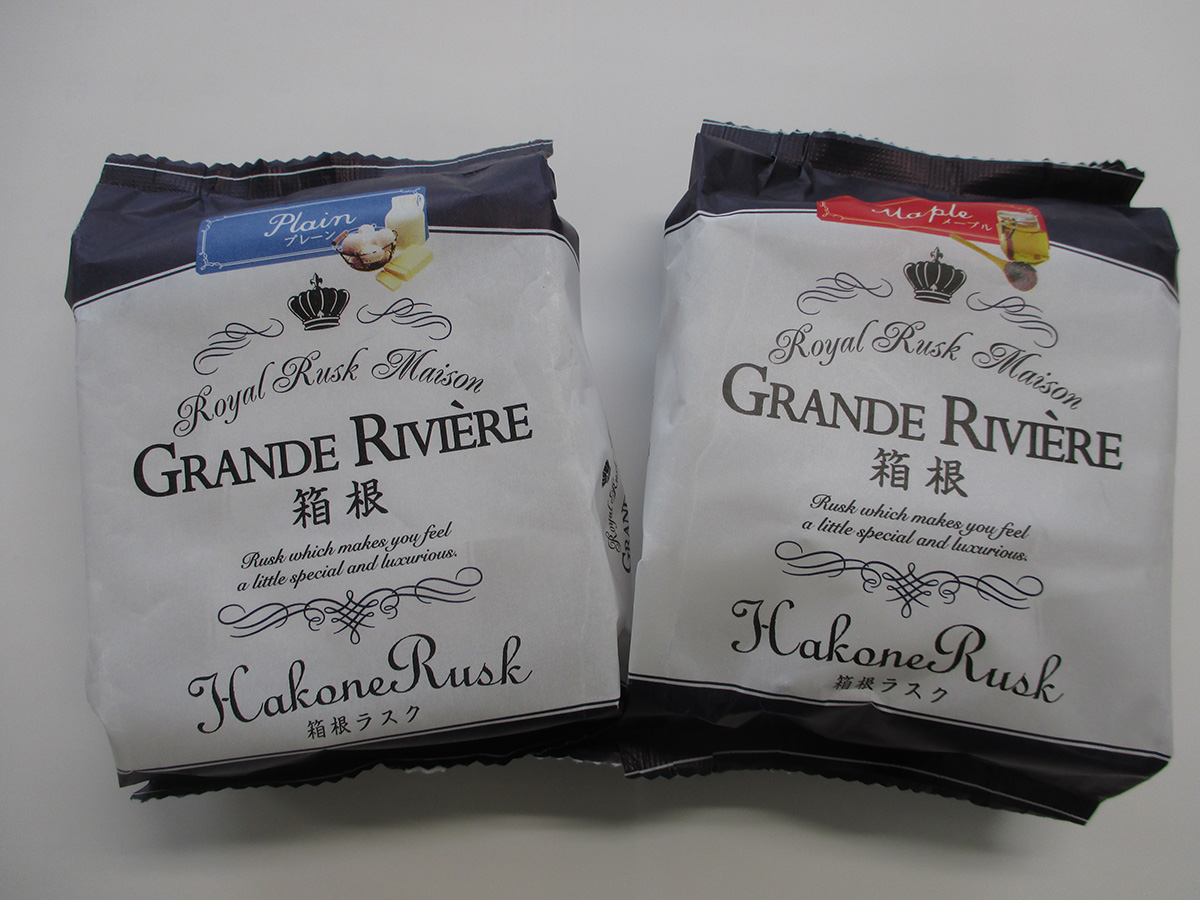 Plain
プレーン
Royal Rusk Maison
GRANDE RIVIÈRE
箱根
Rusk which makes you feel
a little special and luxurious.
HakoneRusk
箱根ラスク
Maple
メープル
Royal Rusk Maison
GRANDE RIVIÈRE
箱根
Rusk which makes you feel
a little special and luxurious.
HakoneRusk
箱根ラスク